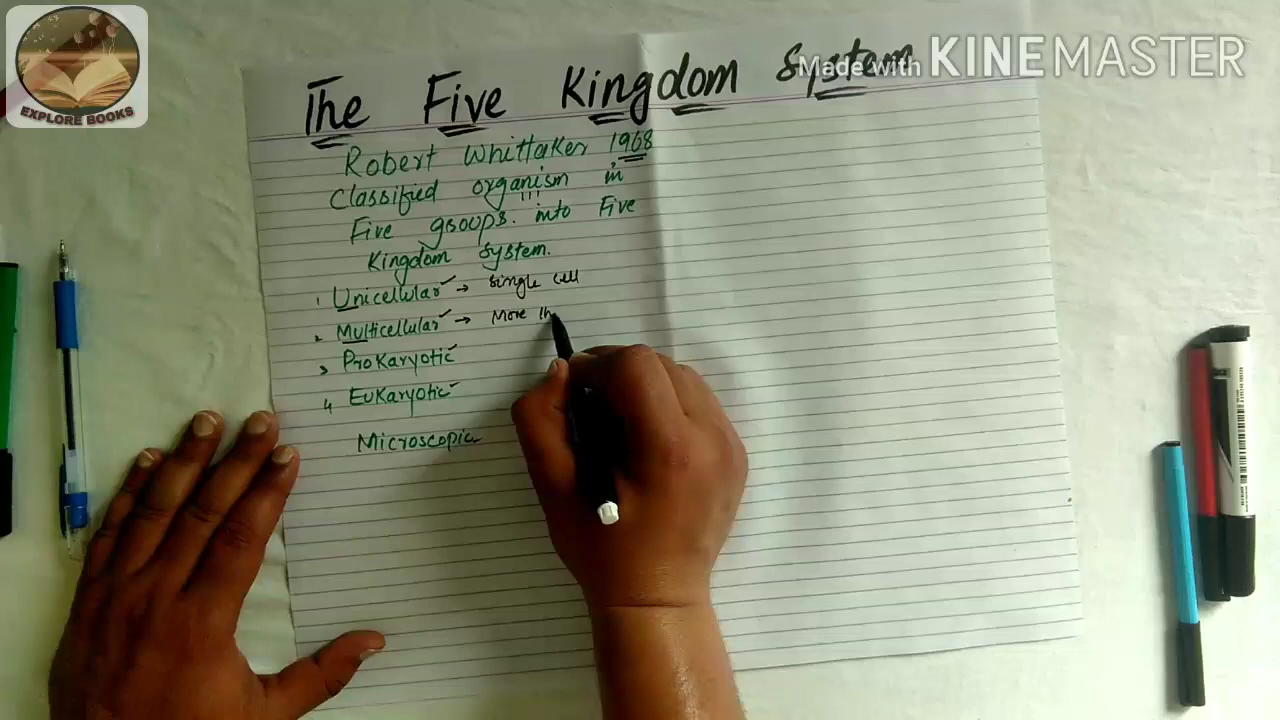 EXPLORE BOOKS
Made with KINEMASTER
The Five Kingdom System
Robert Whittaker 1968
Classified organism in
Five groups. into Five
Kingdom System.
1 Unicellular → Single cell
2 Multicellular → More th
3 Prokaryotic
4 Eukaryotic
Microscopic